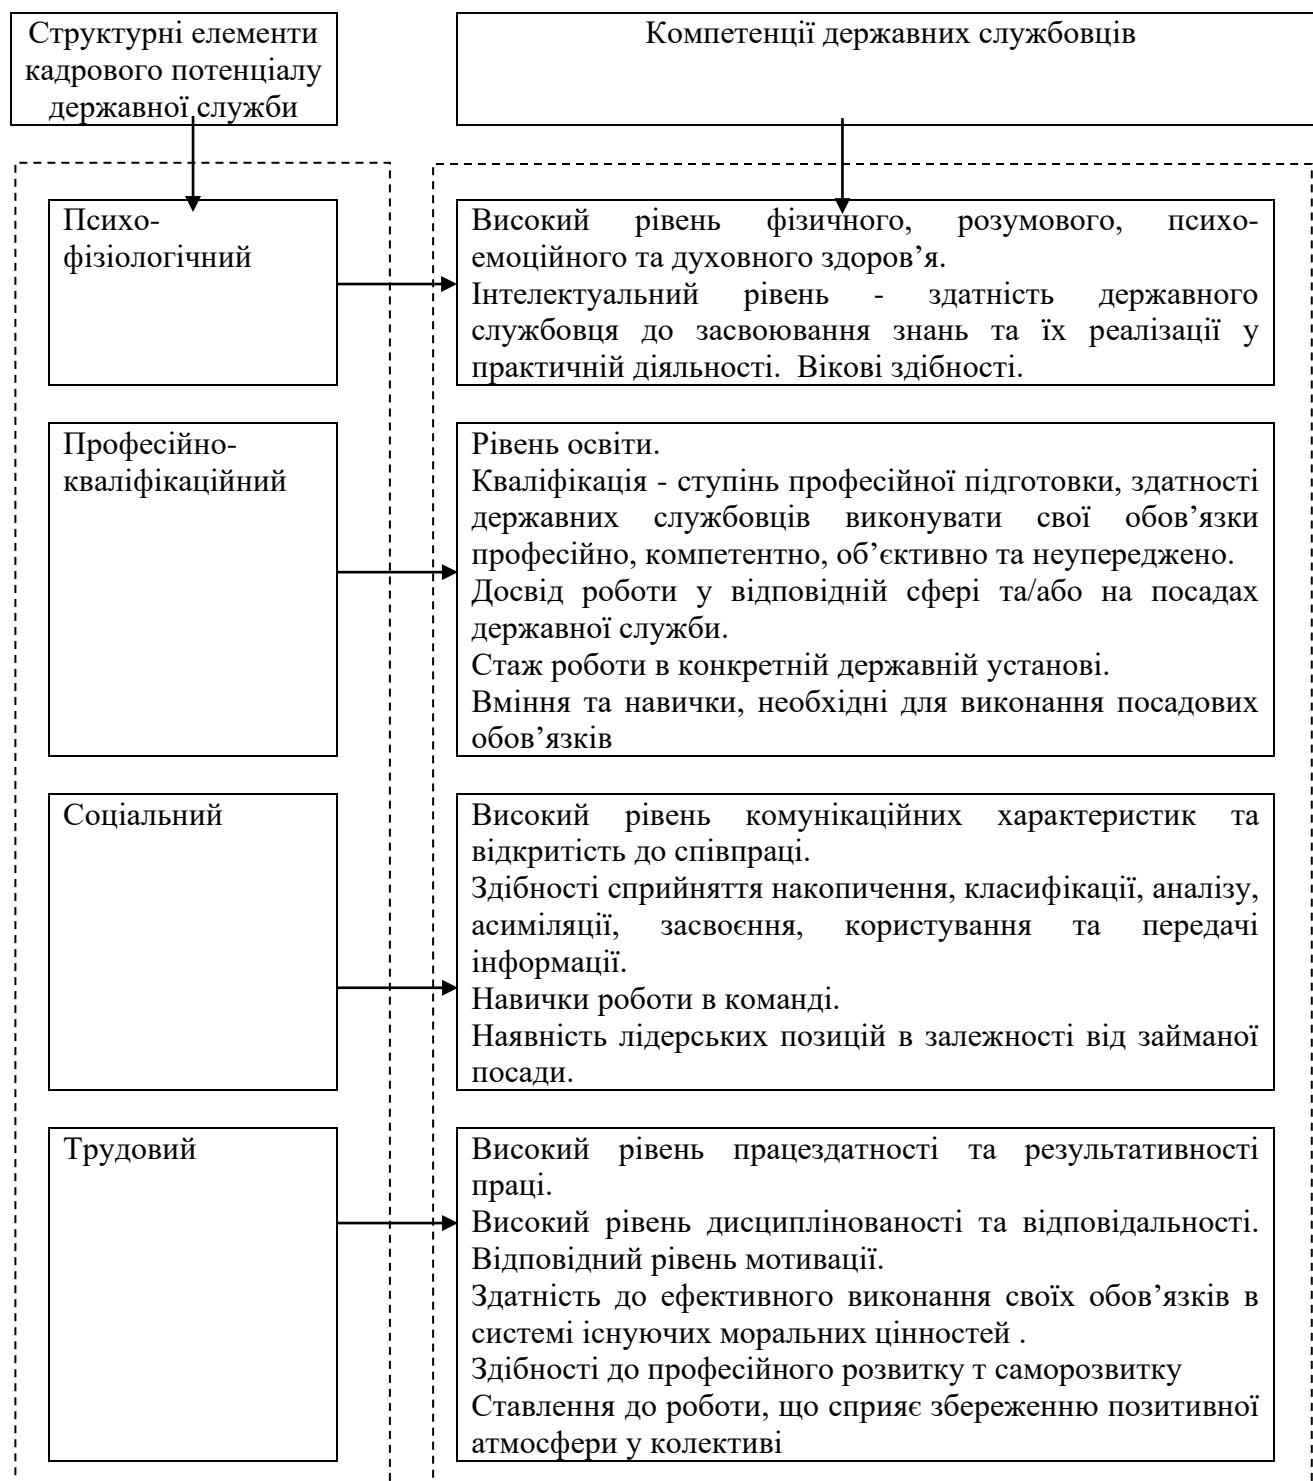 Структурні елементи
кадрового потенціалу
державної служби
Компетенції державних службовців
Психо-
фізіологічний
Високий рівень фізичного, розумового, психо-
емоційного та духовного здоров’я.
Інтелектуальний рівень - здатність державного
службовця до засвоювання знань та їх реалізації у
практичній діяльності. Вікові здібності.
Професійно-
кваліфікаційний
Рівень освіти.
Кваліфікація - ступінь професійної підготовки, здатності
державних службовців виконувати свої обов’язки
професійно, компетентно, об’єктивно та неупереджено.
Досвід роботи у відповідній сфері та/або на посадах
державної служби.
Стаж роботи в конкретній державній установі.
Вміння та навички, необхідні для виконання посадових
обов’язків
Соціальний
Високий рівень комунікаційних характеристик та
відкритість до співпраці.
Здібності сприйняття накопичення, класифікації, аналізу,
асиміляції, засвоєння, користування та передачі
інформації.
Навички роботи в команді.
Наявність лідерських позицій в залежності від займаної
посади.
Трудовий
Високий рівень працездатності та результативності
праці.
Високий рівень дисциплінованості та відповідальності.
Відповідний рівень мотивації.
Здатність до ефективного виконання своїх обов’язків в
системі існуючих моральних цінностей .
Здібності до професійного розвитку т саморозвитку
Ставлення до роботи, що сприяє збереженню позитивної
атмосфери у колективі